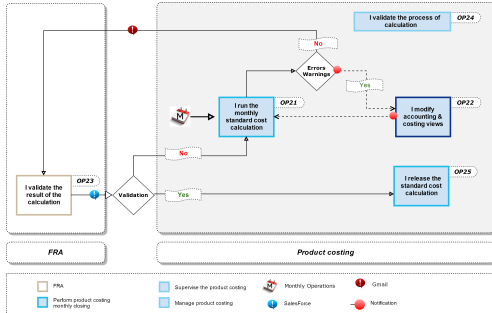 I validate the process of
calculation
OP24
No
Errors
Warnings
Yes
I run the
monthly
standard cost
calculation
OP21
I modify
accounting &
costing views
OP22
No
I validate the
result of the
calculation
OP23
Validation
Yes
I release the
standard cost
calculation
OP25
FRA
Product costing
FRA
Supervise the product costing
Monthly Operations
Gmail
Perform product costing
monthly closing
Manage product costing
SalesForce
Notification